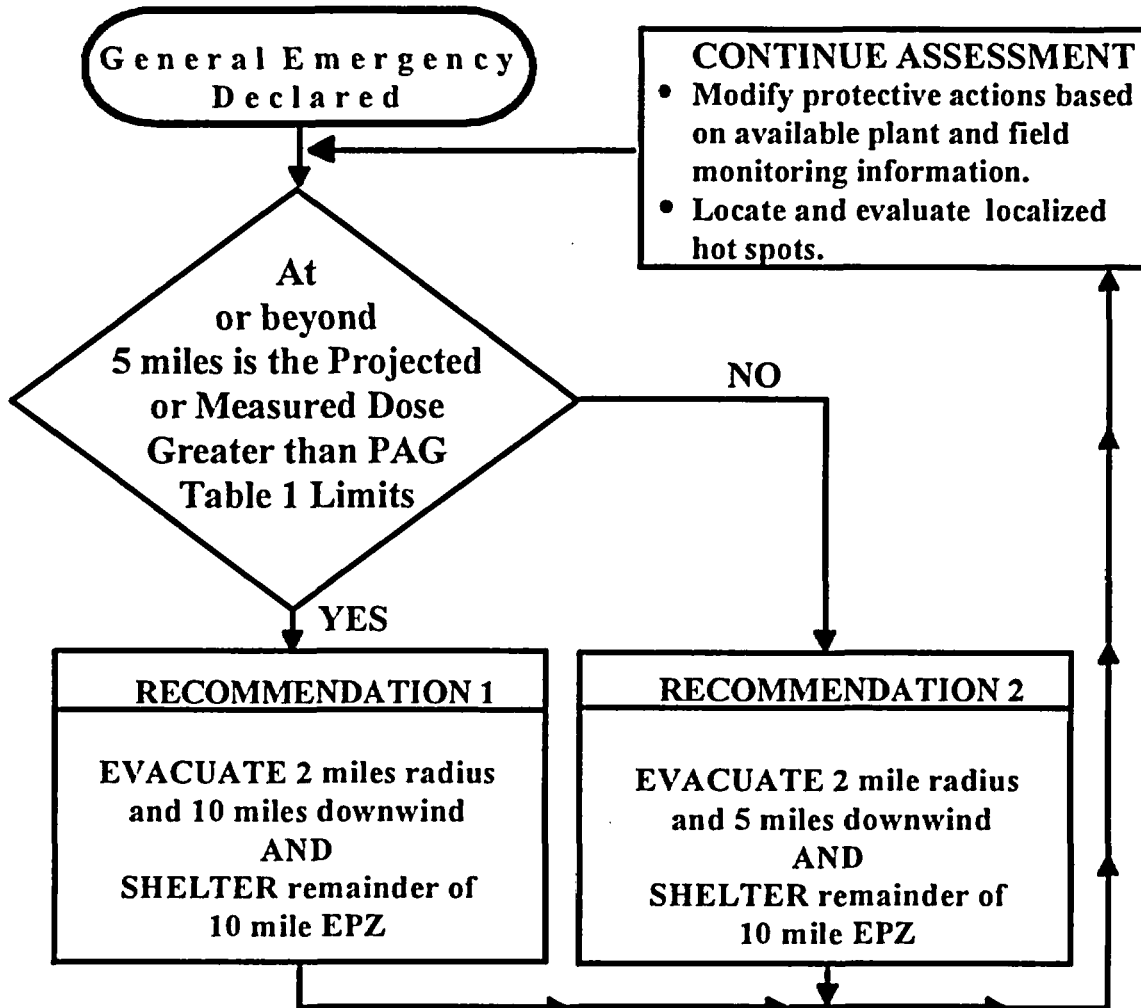 General Emergency
Declared
CONTINUE ASSESSMENT
• Modify protective actions based
on available plant and field
monitoring information.
• Locate and evaluate localized
hot spots.
At
or beyond
5 miles is the Projected
or Measured Dose
Greater than PAG
Table 1 Limits
NO
YES
RECOMMENDATION 1
EVACUATE 2 miles radius
and 10 miles downwind
AND
SHELTER remainder of
10 mile EPZ
RECOMMENDATION 2
EVACUATE 2 mile radius
and 5 miles downwind
AND
SHELTER remainder of
10 mile EPZ